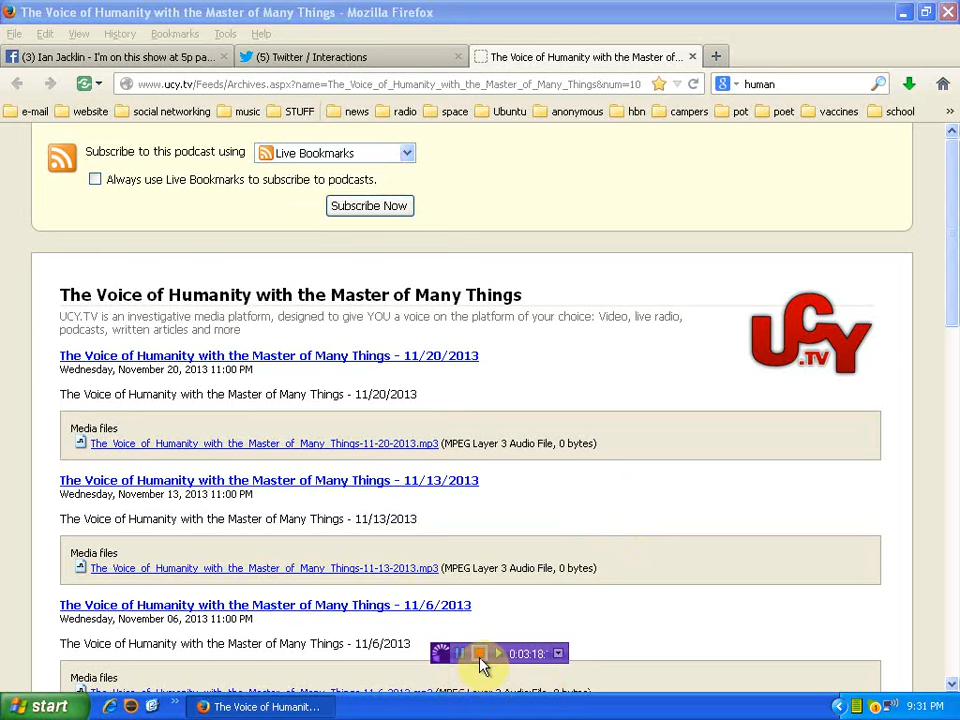 The Voice of Humanity with the Master of Many Things - Mozilla Firefox
File Edit View History Bookmarks Tools Help
(3) Ian Jacklin - I'm on this show at 5p pa...
(5) Twitter / Interactions
The Voice of Humanity with the Master of...
www.ucy.tv/Feeds/Archives.aspx?name=The_Voice_of_Humanity_with_the_Master_of_Many_Things&num=10
human
e-mail website social networking music STUFF news radio space Ubuntu anonymous hbn campers pot poet vaccines school
Subscribe to this podcast using Live Bookmarks
Always use Live Bookmarks to subscribe to podcasts.
Subscribe Now
The Voice of Humanity with the Master of Many Things
UCY.TV is an investigative media platform, designed to give YOU a voice on the platform of your choice: Video, live radio,
podcasts, written articles and more
UCY
.TV
The Voice of Humanity with the Master of Many Things - 11/20/2013
Wednesday, November 20, 2013 11:00 PM
The Voice of Humanity with the Master of Many Things - 11/20/2013
Media files
The_Voice_of_Humanity_with_the_Master_of_Many_Things-11-20-2013.mp3 (MPEG Layer 3 Audio File, 0 bytes)
The Voice of Humanity with the Master of Many Things - 11/13/2013
Wednesday, November 13, 2013 11:00 PM
The Voice of Humanity with the Master of Many Things - 11/13/2013
Media files
The_Voice_of_Humanity_with_the_Master_of_Many_Things-11-13-2013.mp3 (MPEG Layer 3 Audio File, 0 bytes)
The Voice of Humanity with the Master of Many Things - 11/6/2013
Wednesday, November 06, 2013 11:00 PM
The Voice of Humanity with the Master of Many Things - 11/6/2013
0:03:18
Media files
The_Voice_of_Humanity_with_the_Master_of_Many_Things-11-6-2013.mp3 (MPEG Layer 3 Audio File, 0 bytes)
start
The Voice of Humanit...
9:31 PM